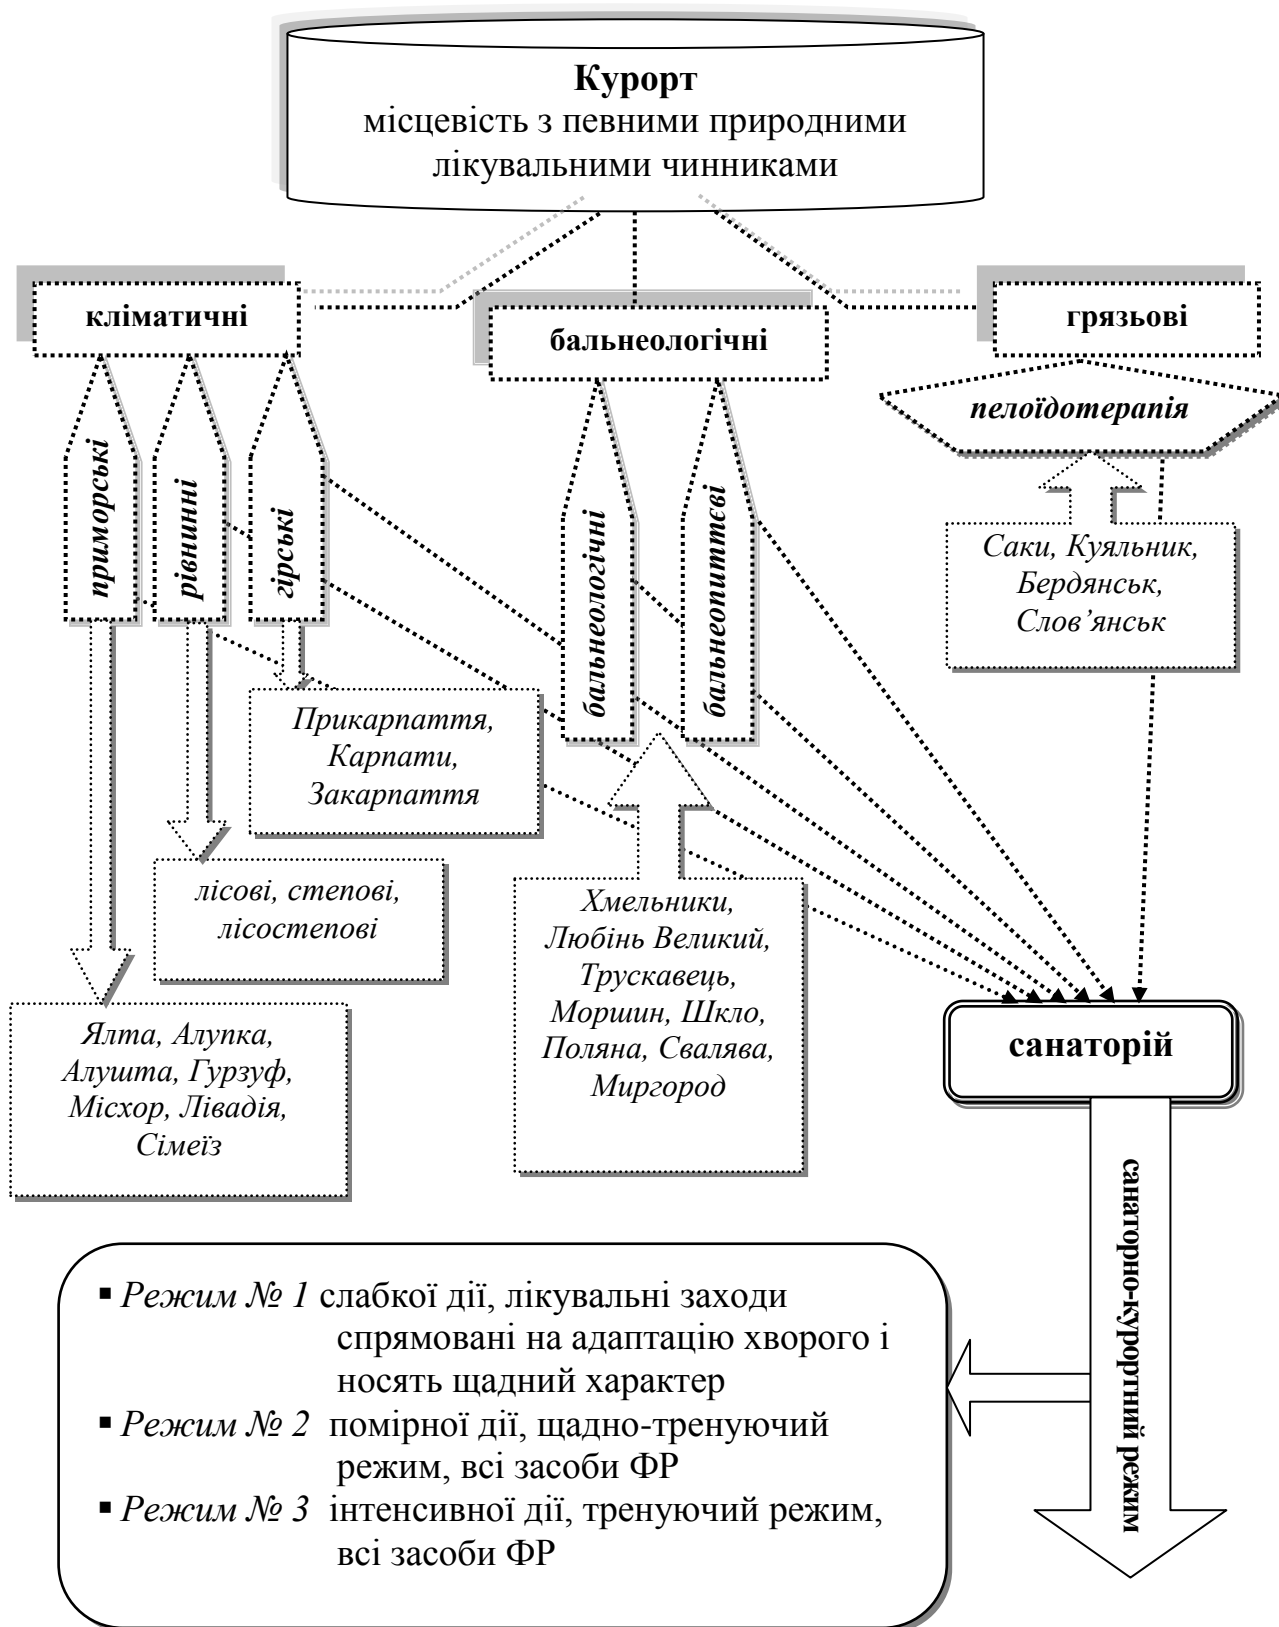 Курорт
місцевість з певними природними
лікувальними чинниками
кліматичні
бальнеологічні
грязьові
пелоїдотерапія
приморські
рівнинні
гірські
бальнеологічні
бальнеопиттєві
Саки, Куяльник,
Бердянськ,
Слов’янськ
Прикарпаття,
Карпати,
Закарпаття
лісові, степові,
лісостепові
Хмельники,
Любінь Великий,
Трускавець,
Моршин, Шкло,
Поляна, Свалява,
Миргород
Ялта, Алупка,
Алушта, Гурзуф,
Місхор, Лівадія,
Сімеїз
санаторій
санаторно-курортний режим
▪ Режим № 1 слабкої дії, лікувальні заходи
спрямовані на адаптацію хворого і
носять щадний характер
▪ Режим № 2 помірної дії, щадно-тренуючий
режим, всі засоби ФР
▪ Режим № 3 інтенсивної дії, тренуючий режим,
всі засоби ФР